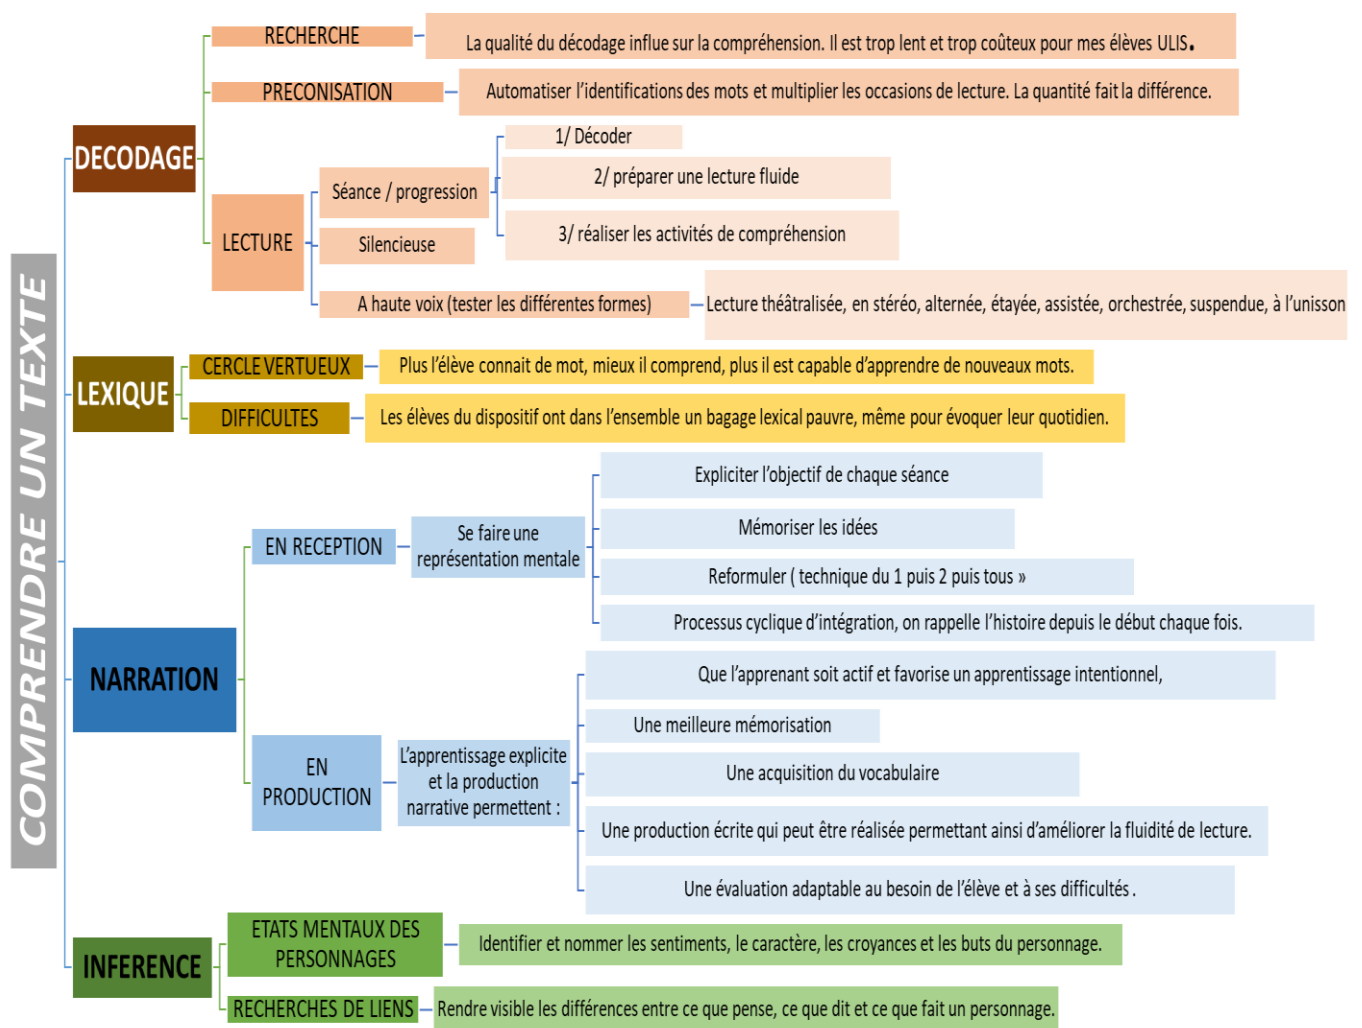 COMPRENDRE UN TEXTE
DECODAGE
RECHERCHE
La qualité du décodage influe sur la compréhension. Il est trop lent et trop coûteux pour mes élèves ULIS.
PRECONISATION
Automatiser l’identifications des mots et multiplier les occasions de lecture. La quantité fait la différence.
LECTURE
Séance / progression
1/ Décoder
2/ préparer une lecture fluide
3/ réaliser les activités de compréhension
Silencieuse
A haute voix (tester les différentes formes)
Lecture théâtralisée, en stéréo, alternée, étayée, assistée, orchestrée, suspendue, à l’unisson
LEXIQUE
CERCLE VERTUEUX
Plus l’élève connait de mot, mieux il comprend, plus il est capable d’apprendre de nouveaux mots.
DIFFICULTES
Les élèves du dispositif ont dans l’ensemble un bagage lexical pauvre, même pour évoquer leur quotidien.
NARRATION
EN RECEPTION
Se faire une
représentation mentale
Expliciter l’objectif de chaque séance
Mémoriser les idées
Reformuler ( technique du 1 puis 2 puis tous »
Processus cyclique d’intégration, on rappelle l’histoire depuis le début chaque fois.
EN
PRODUCTION
L’apprentissage explicite
et la production
narrative permettent :
Que l’apprenant soit actif et favorise un apprentissage intentionnel,
Une meilleure mémorisation
Une acquisition du vocabulaire
Une production écrite qui peut être réalisée permettant ainsi d’améliorer la fluidité de lecture.
Une évaluation adaptable au besoin de l’élève et à ses difficultés .
INFERENCE
ETATS MENTAUX DES
PERSONNAGES
Identifier et nommer les sentiments, le caractère, les croyances et les buts du personnage.
RECHERCHES DE LIENS
Rendre visible les différences entre ce que pense, ce que dit et ce que fait un personnage.